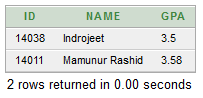 ID NAME GPA
14038 Indrojeet 3.5
14011 Mamunur Rashid 3.58
2 rows returned in 0.00 seconds